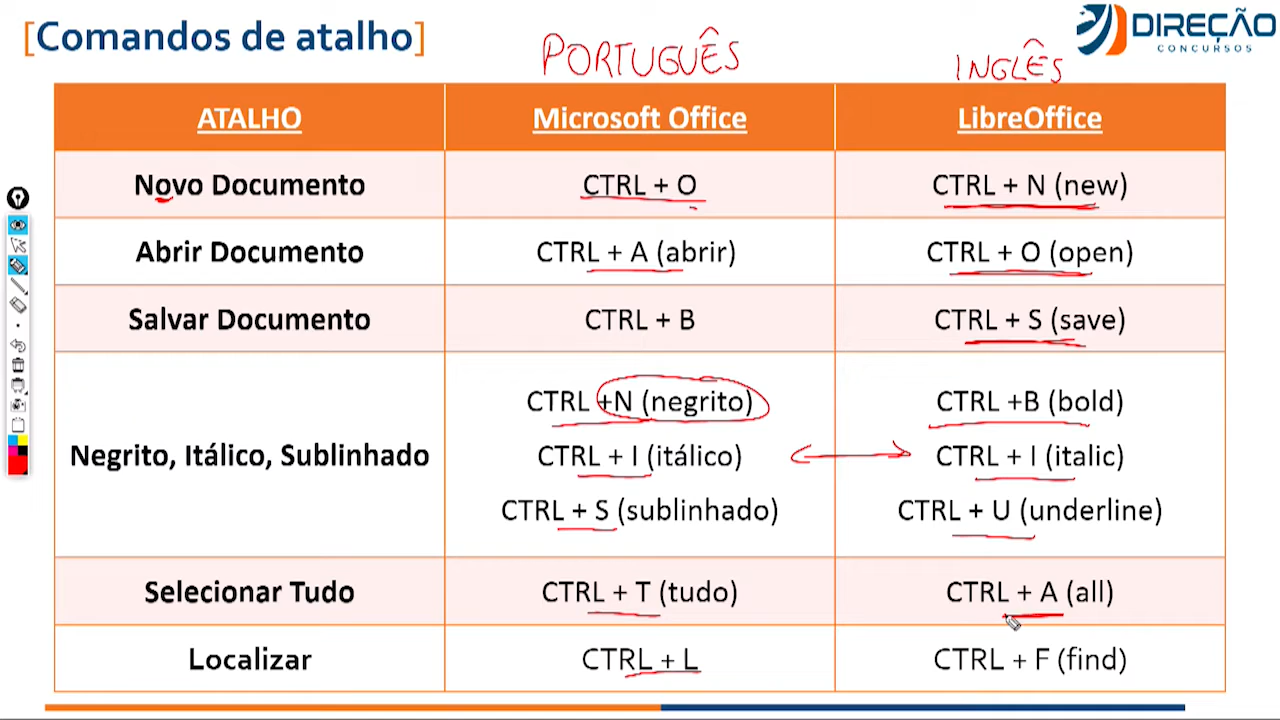 [Comandos de atalho]
DIREÇÃO
CONCURSOS
PORTUGUÊS
INGLÊS
ATALHO Microsoft Office LibreOffice
Novo Documento CTRL + O CTRL + N (new)
Abrir Documento CTRL + A (abrir) CTRL + O (open)
Salvar Documento CTRL + B CTRL + S (save)
CTRL +N (negrito) CTRL +B (bold)
Negrito, Itálico, Sublinhado CTRL + I (itálico) CTRL + I (italic)
CTRL + S (sublinhado) CTRL + U (underline)
Selecionar Tudo CTRL + T (tudo) CTRL + A (all)
Localizar CTRL + L CTRL + F (find)